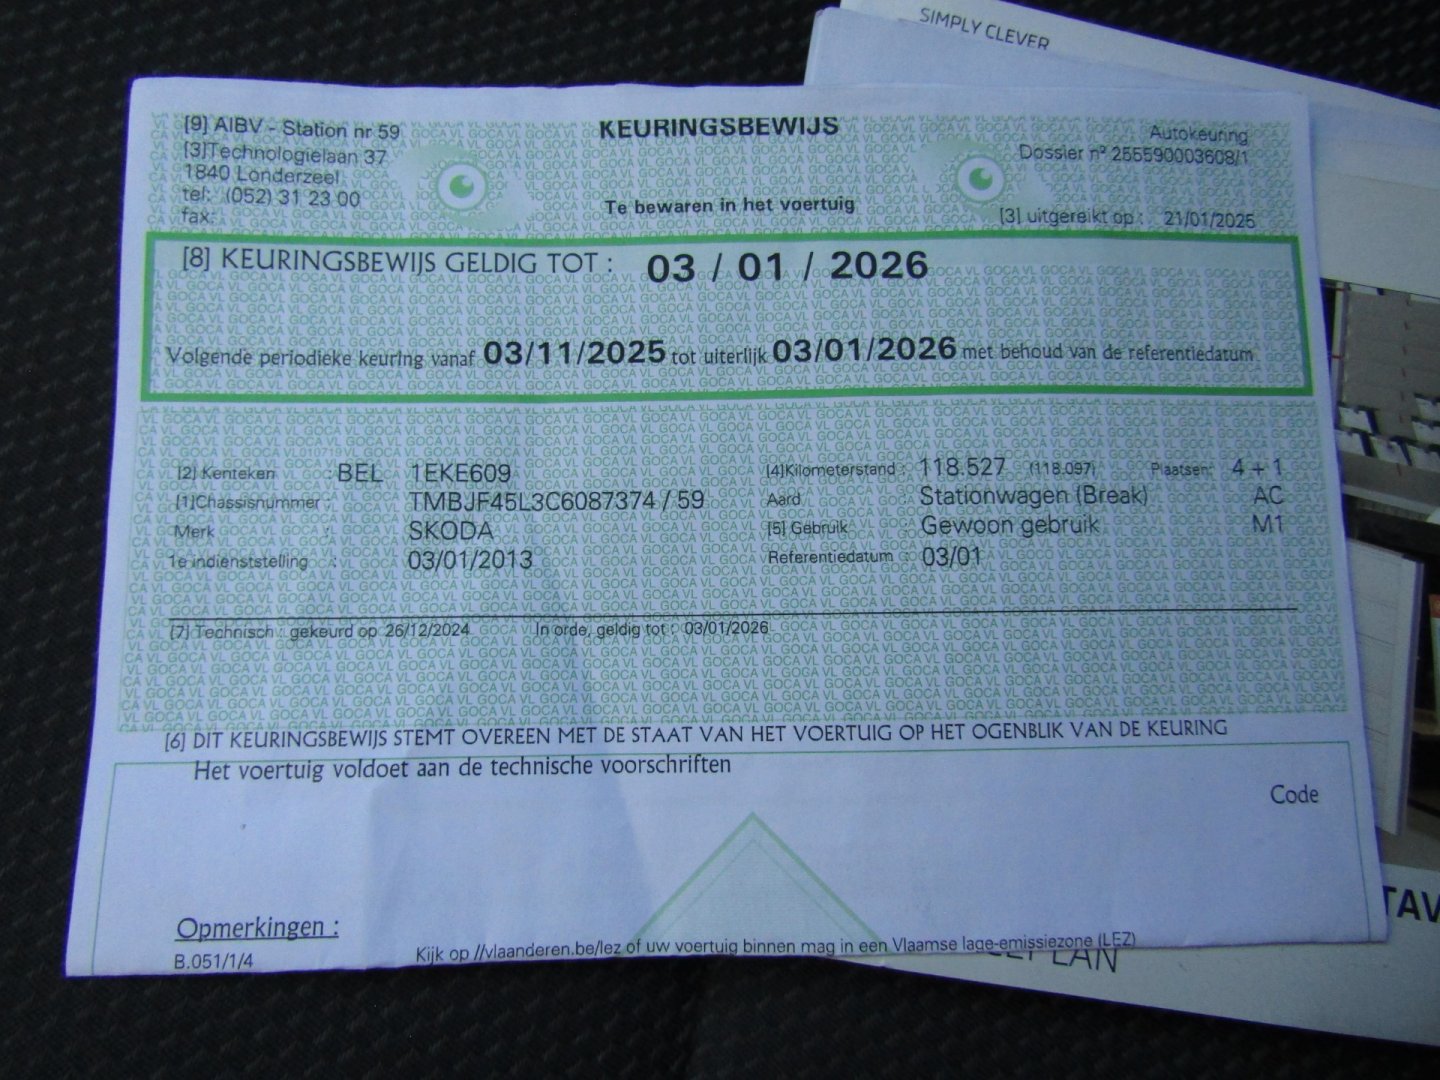 SIMPLY CLEVER
[9] AIBV - Station nr 59
KEURINGSBEWIJS
Autokeuring
[3]Technologielaan 37
Dossier n° 255590003608/1
1840 Londerzeel
tel: (052) 31 23 00
Te bewaren in het voertuig
fax:
[3] uitgereikt op : 21/01/2025
[8] KEURINGSBEWIJS GELDIG TOT : 03 / 01 / 2026
Volgende periodieke keuring vanaf 03/11/2025 tot uiterlijk 03/01/2026 met behoud van de referentiedatum
[2] Kenteken : BEL 1EKE609
[4]Kilometerstand : 118.527 (118.097) Plaatsen: 4 + 1
[1]Chassisnummer : TMBJF45L3C6087374 / 59
Aard : Stationwagen (Break) AC
Merk : SKODA
[5] Gebruik : Gewoon gebruik M1
1e indienststelling : 03/01/2013
Referentiedatum : 03/01
[7] Technisch : gekeurd op 26/12/2024 In orde, geldig tot : 03/01/2026
[6] DIT KEURINGSBEWIJS STEMT OVEREEN MET DE STAAT VAN HET VOERTUIG OP HET OGENBLIK VAN DE KEURING
Het voertuig voldoet aan de technische voorschriften
Code
Opmerkingen :
Kijk op //vlaanderen.be/lez of uw voertuig binnen mag in een Vlaamse lage-emissiezone (LEZ)
B.051/1/4
TAV